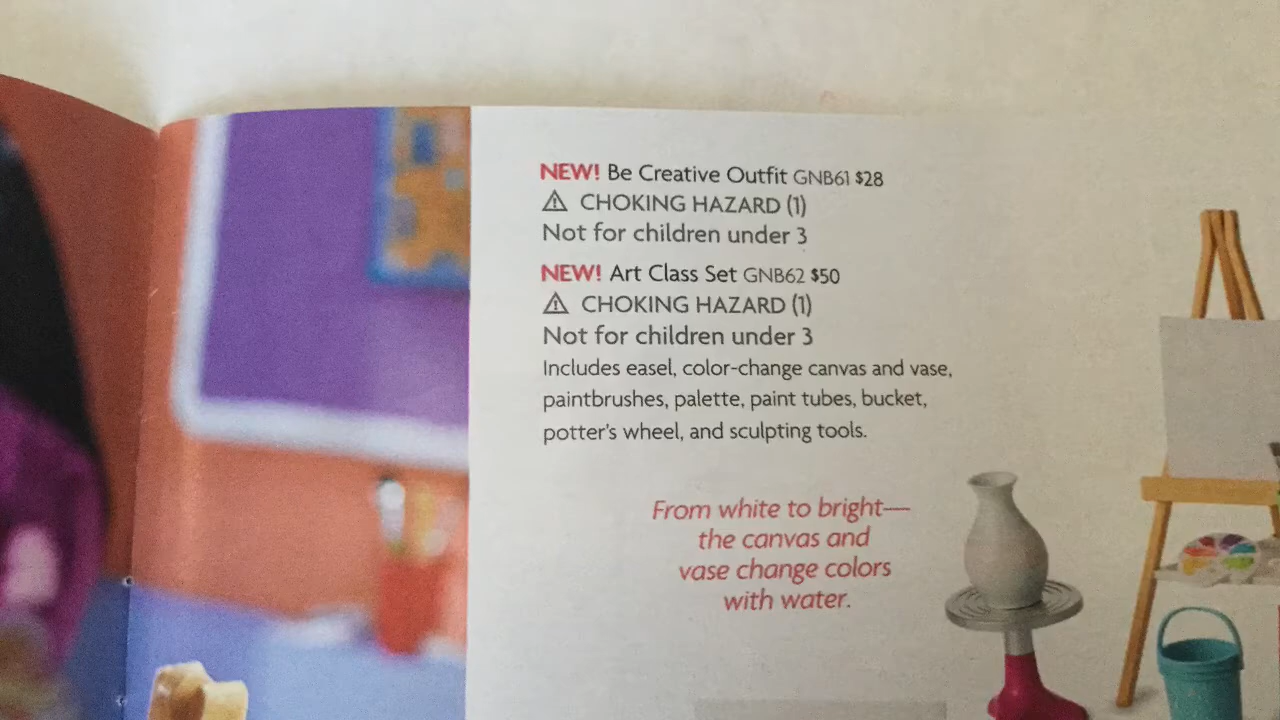 NEW! Be Creative Outfit GNB61 $28
⚠ CHOKING HAZARD (1)
Not for children under 3
NEW! Art Class Set GNB62 $50
⚠ CHOKING HAZARD (1)
Not for children under 3
Includes easel, color-change canvas and vase,
paintbrushes, palette, paint tubes, bucket,
potter's wheel, and sculpting tools.
From white to bright—
the canvas and
vase change colors
with water.